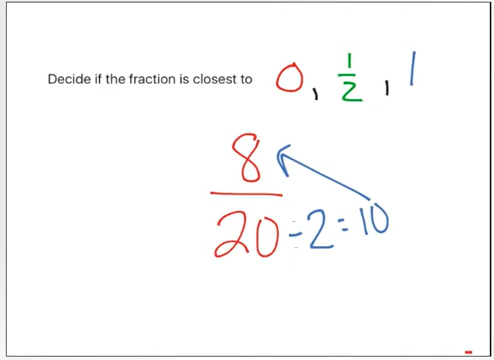 Decide if the fraction is closest to 0, 1/2, 1
8
20 ÷ 2 = 10